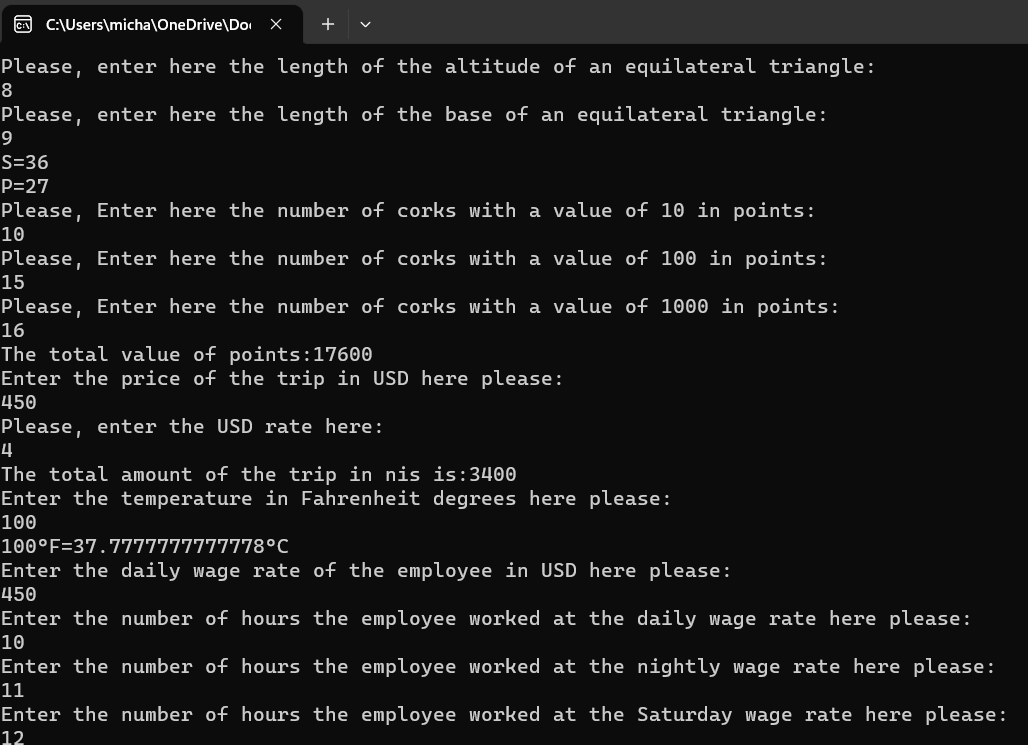 C:\Users\micha\OneDrive\Do
Please, enter here the length of the altitude of an equilateral triangle:
8
Please, enter here the length of the base of an equilateral triangle:
9
S=36
P=27
Please, Enter here the number of corks with a value of 10 in points:
10
Please, Enter here the number of corks with a value of 100 in points:
15
Please, Enter here the number of corks with a value of 1000 in points:
16
The total value of points:17600
Enter the price of the trip in USD here please:
450
Please, enter the USD rate here:
4
The total amount of the trip in nis is:3400
Enter the temperature in Fahrenheit degrees here please:
100
100°F=37.7777777777778°C
Enter the daily wage rate of the employee in USD here please:
450
Enter the number of hours the employee worked at the daily wage rate here please:
10
Enter the number of hours the employee worked at the nightly wage rate here please:
11
Enter the number of hours the employee worked at the Saturday wage rate here please:
12